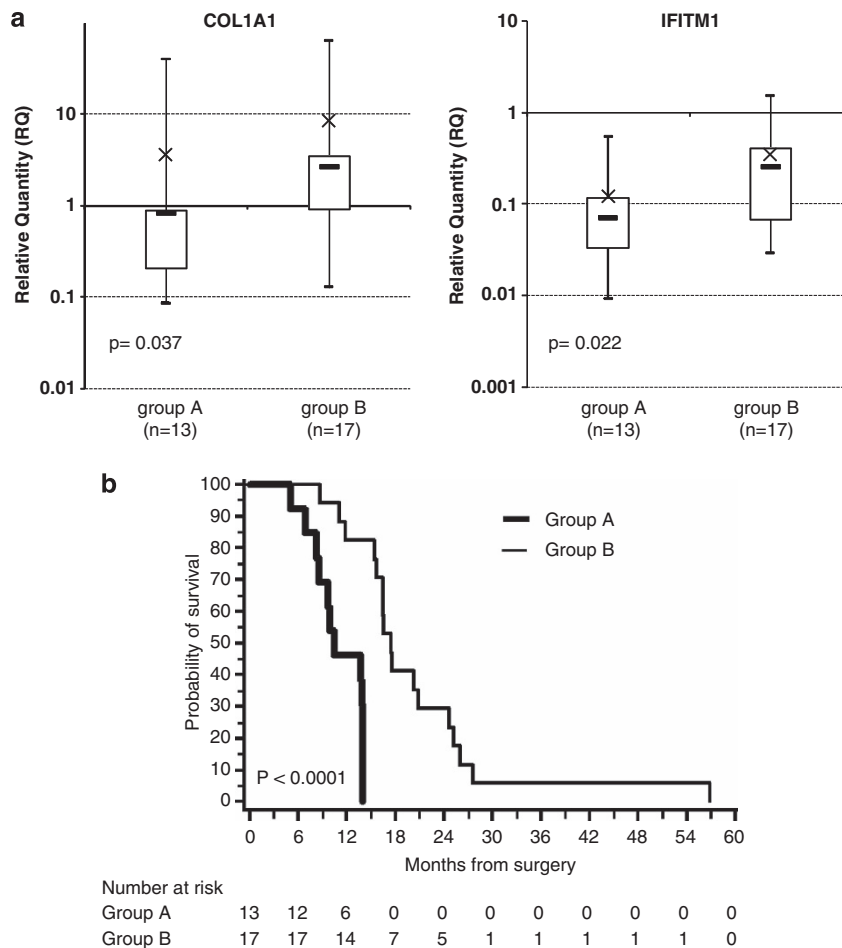 a
COL1A1
Relative Quantity (RQ)
10
1
0.1
0.01
p= 0.037
group A
(n=13)
group B
(n=17)
IFITM1
Relative Quantity (RQ)
10
1
0.1
0.01
0.001
p= 0.022
group A
(n=13)
group B
(n=17)
b
Probability of survival
100
90
80
70
60
50
40
30
20
10
0
Group A
Group B
P < 0.0001
0 6 12 18 24 30 36 42 48 54 60
Months from surgery
Number at risk
Group A 13 12 6 0 0 0 0 0 0 0 0
Group B 17 17 14 7 5 1 1 1 1 1 0